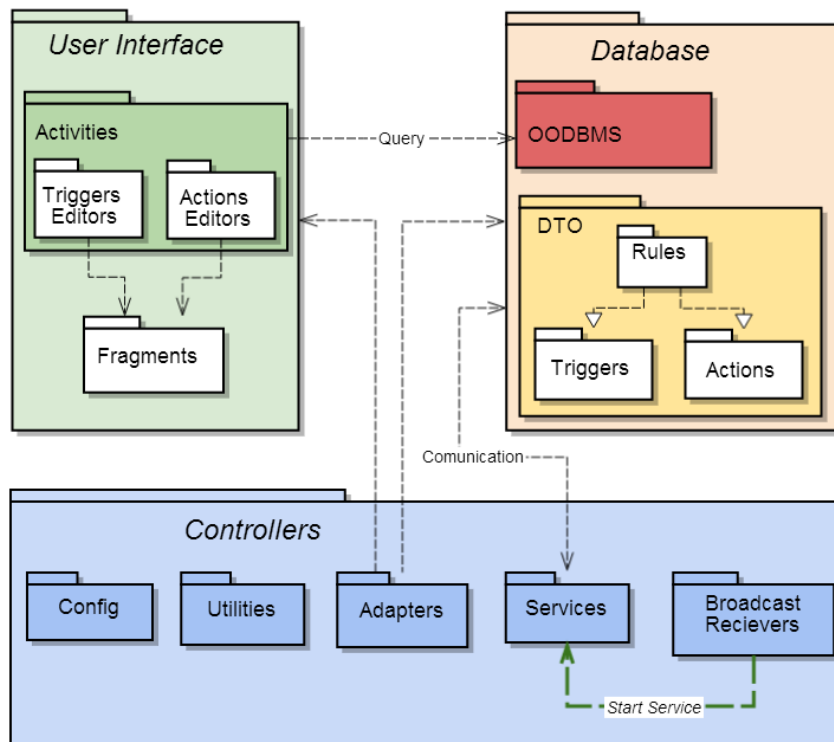 User Interface
Activities
Triggers
Editors
Actions
Editors
Fragments
Query
Database
OODBMS
DTO
Rules
Triggers
Actions
Comunication
Controllers
Config
Utilities
Adapters
Services
Broadcast
Recievers
Start Service